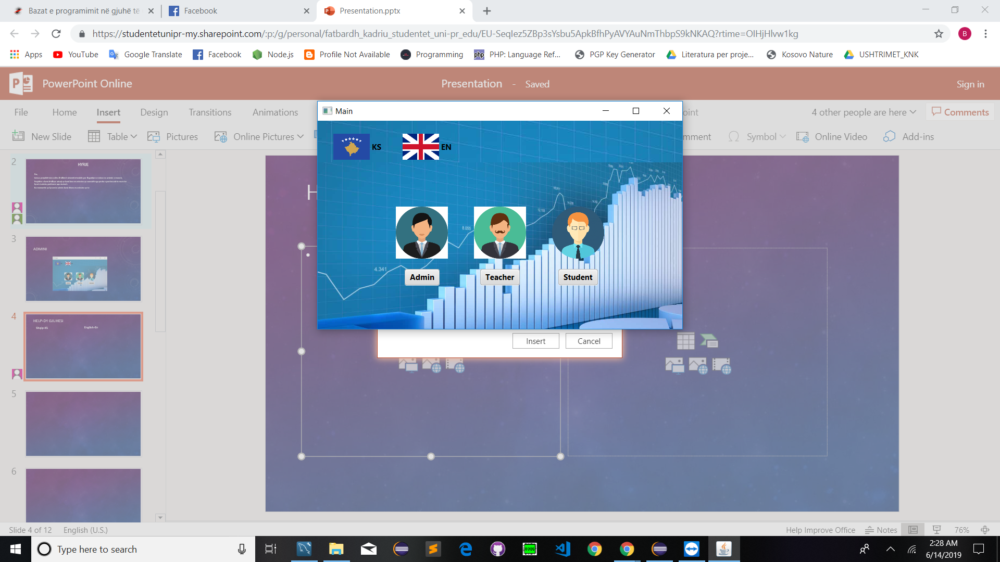 Bazat e programimit në gjuhë të
Facebook
Presentation.pptx
https://studentetunipr-my.sharepoint.com/:p:/g/personal/fatbardh_kadriu_studentet_uni-pr_edu/EU-SeqIez5ZBp3sYsbu5ApkBfhPyAVYAuNmThbpS9kNKAQ?rtime=OIHjHlvw1kg
B
Apps
YouTube
Google Translate
Facebook
Node.js
Profile Not Available
Programming
php
PHP: Language Ref...
PGP Key Generator
Literatura per proje...
Kosovo Nature
USHTRIMET_KNK
PowerPoint Online
Presentation - Saved
Sign in
File
Home
Insert
Design
Transitions
Animations
oint
4 other people are here
Comments
New Slide
Table
Pictures
Online Pictures
mment
Symbol
Online Video
Add-ins
Main
KS
EN
4.341
8.055
Admin
Teacher
Student
Insert
Cancel
H
2
HYRJE
3
ADMINI
4
HELP-DY GJUHESI
Shqip-KS
English-En
5
6
Slide 4 of 12
English (U.S.)
Help Improve Office
Notes
76%
Type here to search
8086
2:28 AM
6/14/2019